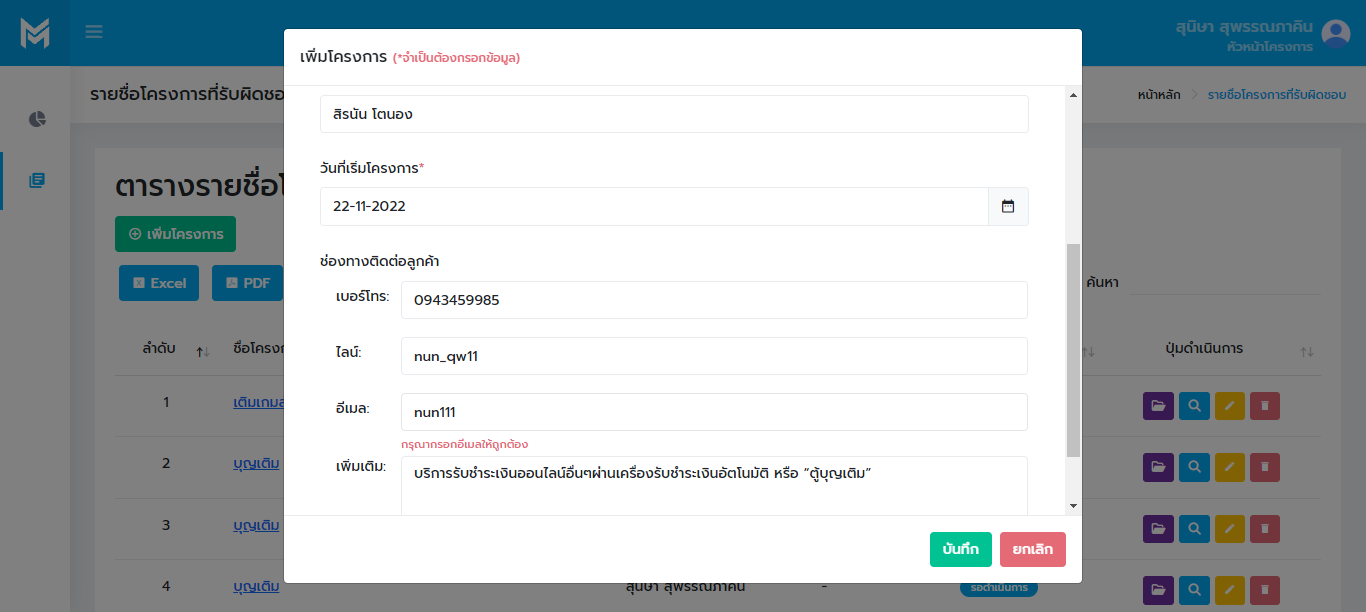 สุนิษา สุพรรณภาคิน
หัวหน้าโครงการ
เพิ่มโครงการ (*จำเป็นต้องกรอกข้อมูล)
รายชื่อโครงการที่รับผิดชอ
หน้าหลัก > รายชื่อโครงการที่รับผิดชอบ
สิรนัน โตนอง
วันที่เริ่มโครงการ*
22-11-2022
ตารางรายชื่อโ
เพิ่มโครงการ
Excel PDF
ค้นหา
ช่องทางติดต่อลูกค้า
เบอร์โทร: 0943459985
ไลน์: nun_qw11
อีเมล: nun111
กรุณากรอกอีเมลให้ถูกต้อง
เพิ่มเติม: บริการรับชำระเงินออนไลน์อื่นๆผ่านเครื่องรับชำระเงินอัตโนมัติ หรือ “ตู้บุญเติม”
บันทึก ยกเลิก
ลำดับ ชื่อโครงก ปุ่มดำเนินการ
1 เติมเกมส
2 บุญเติม
3 บุญเติม
4 บุญเติม สุนิษา สุพรรณภาคิน - รอดำเนินการ